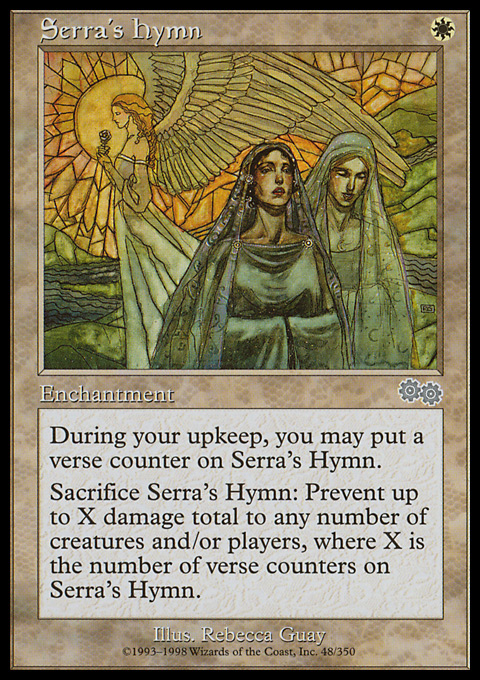 Serra's Hymn
Enchantment
During your upkeep, you may put a
verse counter on Serra's Hymn.
Sacrifice Serra's Hymn: Prevent up
to X damage total to any number of
creatures and/or players, where X is
the number of verse counters on
Serra's Hymn.
Illus. Rebecca Guay
©1993–1998 Wizards of the Coast, Inc. 48/350